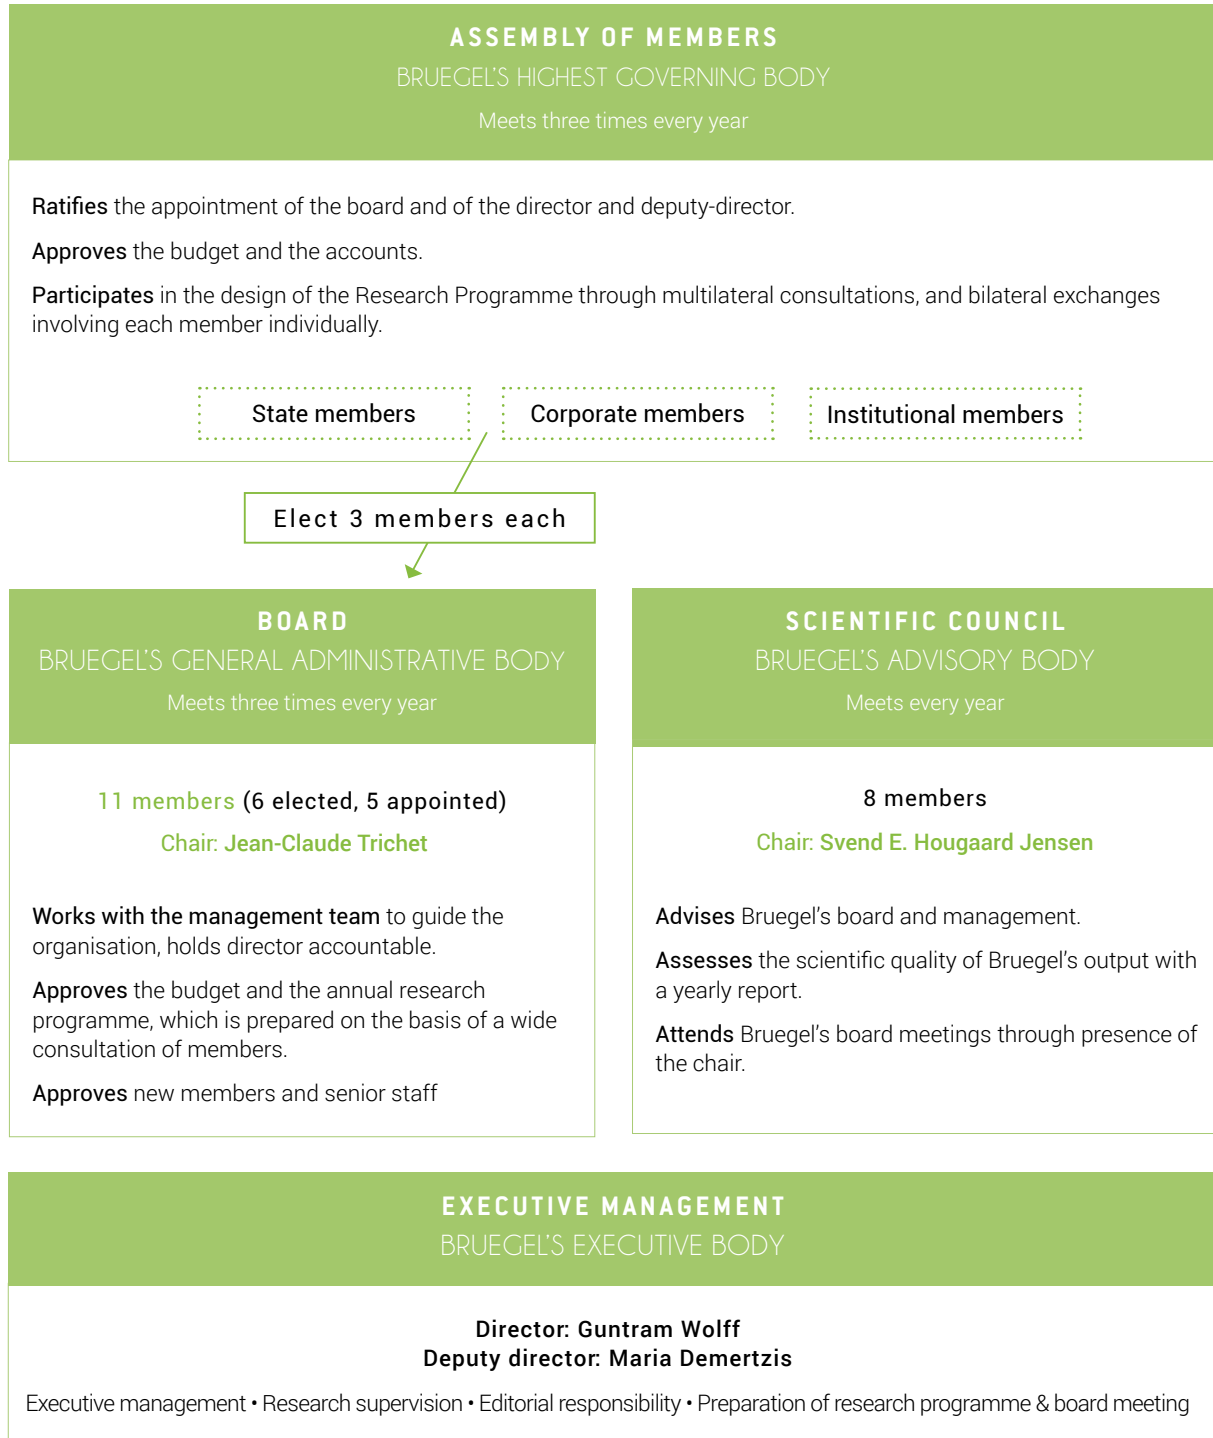 ASSEMBLY OF MEMBERS
BRUEGEL'S HIGHEST GOVERNING BODY
Meets three times every year
Ratifies the appointment of the board and of the director and deputy-director.
Approves the budget and the accounts.
Participates in the design of the Research Programme through multilateral consultations, and bilateral exchanges
involving each member individually.
State members
Corporate members
Institutional members
Elect 3 members each
BOARD
BRUEGEL'S GENERAL ADMINISTRATIVE BODY
Meets three times every year
11 members (6 elected, 5 appointed)
Chair: Jean-Claude Trichet
Works with the management team to guide the
organisation, holds director accountable.
Approves the budget and the annual research
programme, which is prepared on the basis of a wide
consultation of members.
Approves new members and senior staff
SCIENTIFIC COUNCIL
BRUEGEL'S ADVISORY BODY
Meets every year
8 members
Chair: Svend E. Hougaard Jensen
Advises Bruegel's board and management.
Assesses the scientific quality of Bruegel's output with
a yearly report.
Attends Bruegel's board meetings through presence of
the chair.
EXECUTIVE MANAGEMENT
BRUEGEL'S EXECUTIVE BODY
Director: Guntram Wolff
Deputy director: Maria Demertzis
Executive management • Research supervision • Editorial responsibility • Preparation of research programme & board meeting